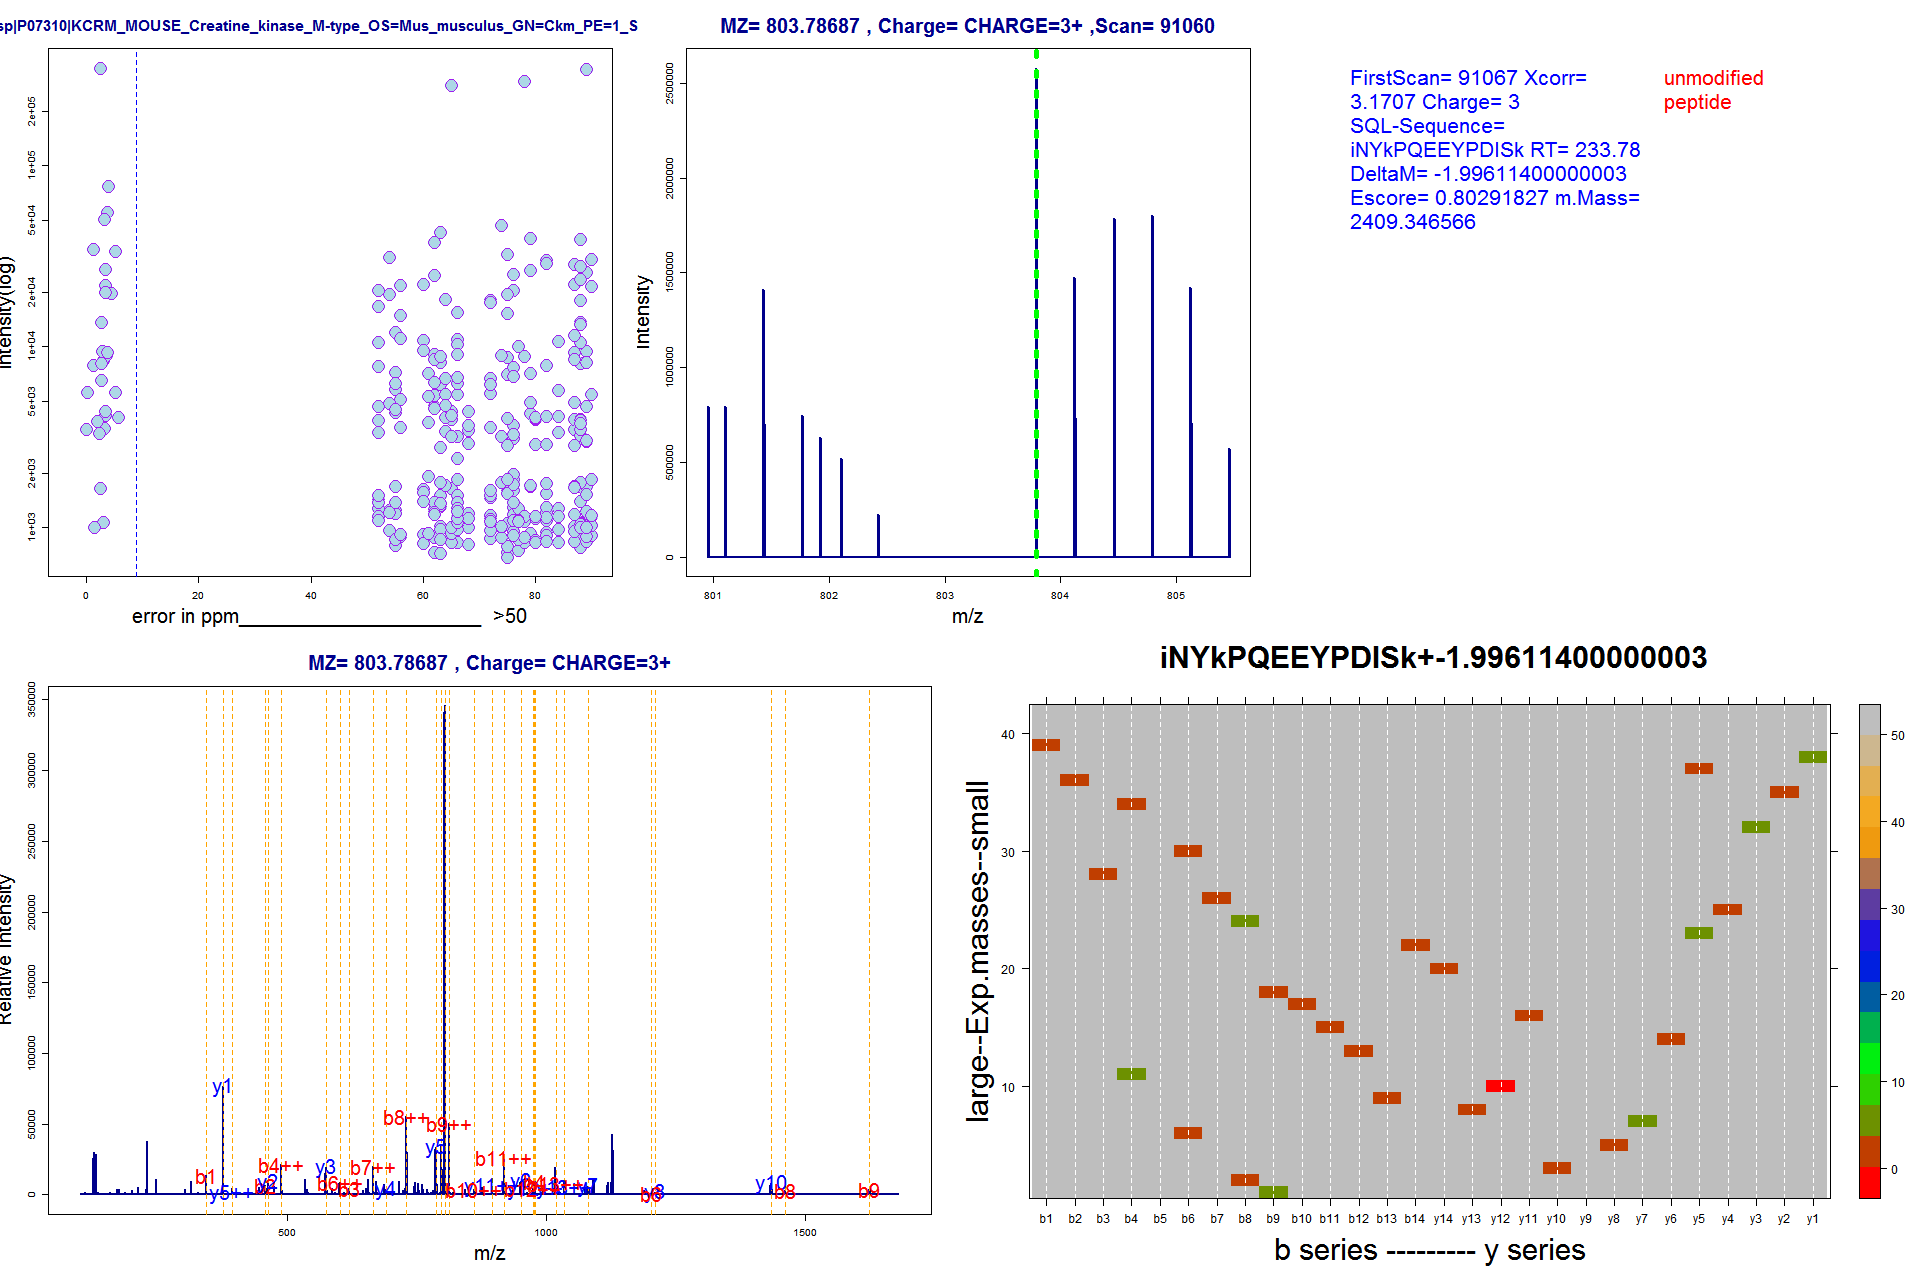 sp|P07310|KCRM_MOUSE_Creatine_kinase_M-type_OS=Mus_musculus_GN=Ckm_PE=1_S
Intensity(log)
2e+05
1e+05
5e+04
2e+04
1e+04
5e+03
2e+03
1e+03
0 20 40 60 80
error in ppm______________________ >50
MZ= 803.78687 , Charge= CHARGE=3+ ,Scan= 91060
Intensity
2500000
2000000
1500000
1000000
500000
0
801 802 803 804 805
m/z
FirstScan= 91067 Xcorr=
3.1707 Charge= 3
SQL-Sequence=
iNYkPQEEYPDISk RT= 233.78
DeltaM= -1.99611400000003
Escore= 0.80291827 m.Mass=
2409.346566
unmodified
peptide
MZ= 803.78687 , Charge= CHARGE=3+
Relative Intensity
350000
300000
250000
200000
150000
100000
50000
0
y1
b8++
b9++
y5
b11++
b4++
y3
b7++
b1
y2
b6++
b3
y4
y5++
y10
b8
b9
500 1000 1500
m/z
iNYkPQEEYPDISk+-1.99611400000003
large--Exp.masses--small
40
30
20
10
b1 b2 b3 b4 b5 b6 b7 b8 b9 b10 b11 b12 b13 b14 y14 y13 y12 y11 y10 y9 y8 y7 y6 y5 y4 y3 y2 y1
b series --------- y series
50
40
30
20
10
0